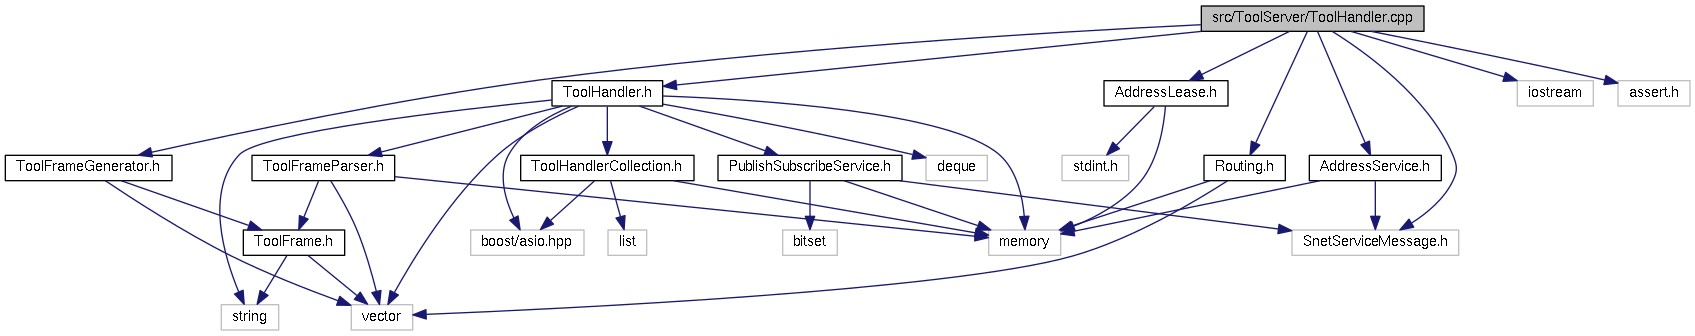 src/ToolServer/ToolHandler.cpp
ToolHandler.h
AddressLease.h
iostream
assert.h
ToolFrameGenerator.h
ToolFrameParser.h
ToolHandlerCollection.h
PublishSubscribeService.h
deque
stdint.h
Routing.h
AddressService.h
ToolFrame.h
boost/asio.hpp
list
bitset
memory
SnetServiceMessage.h
string
vector